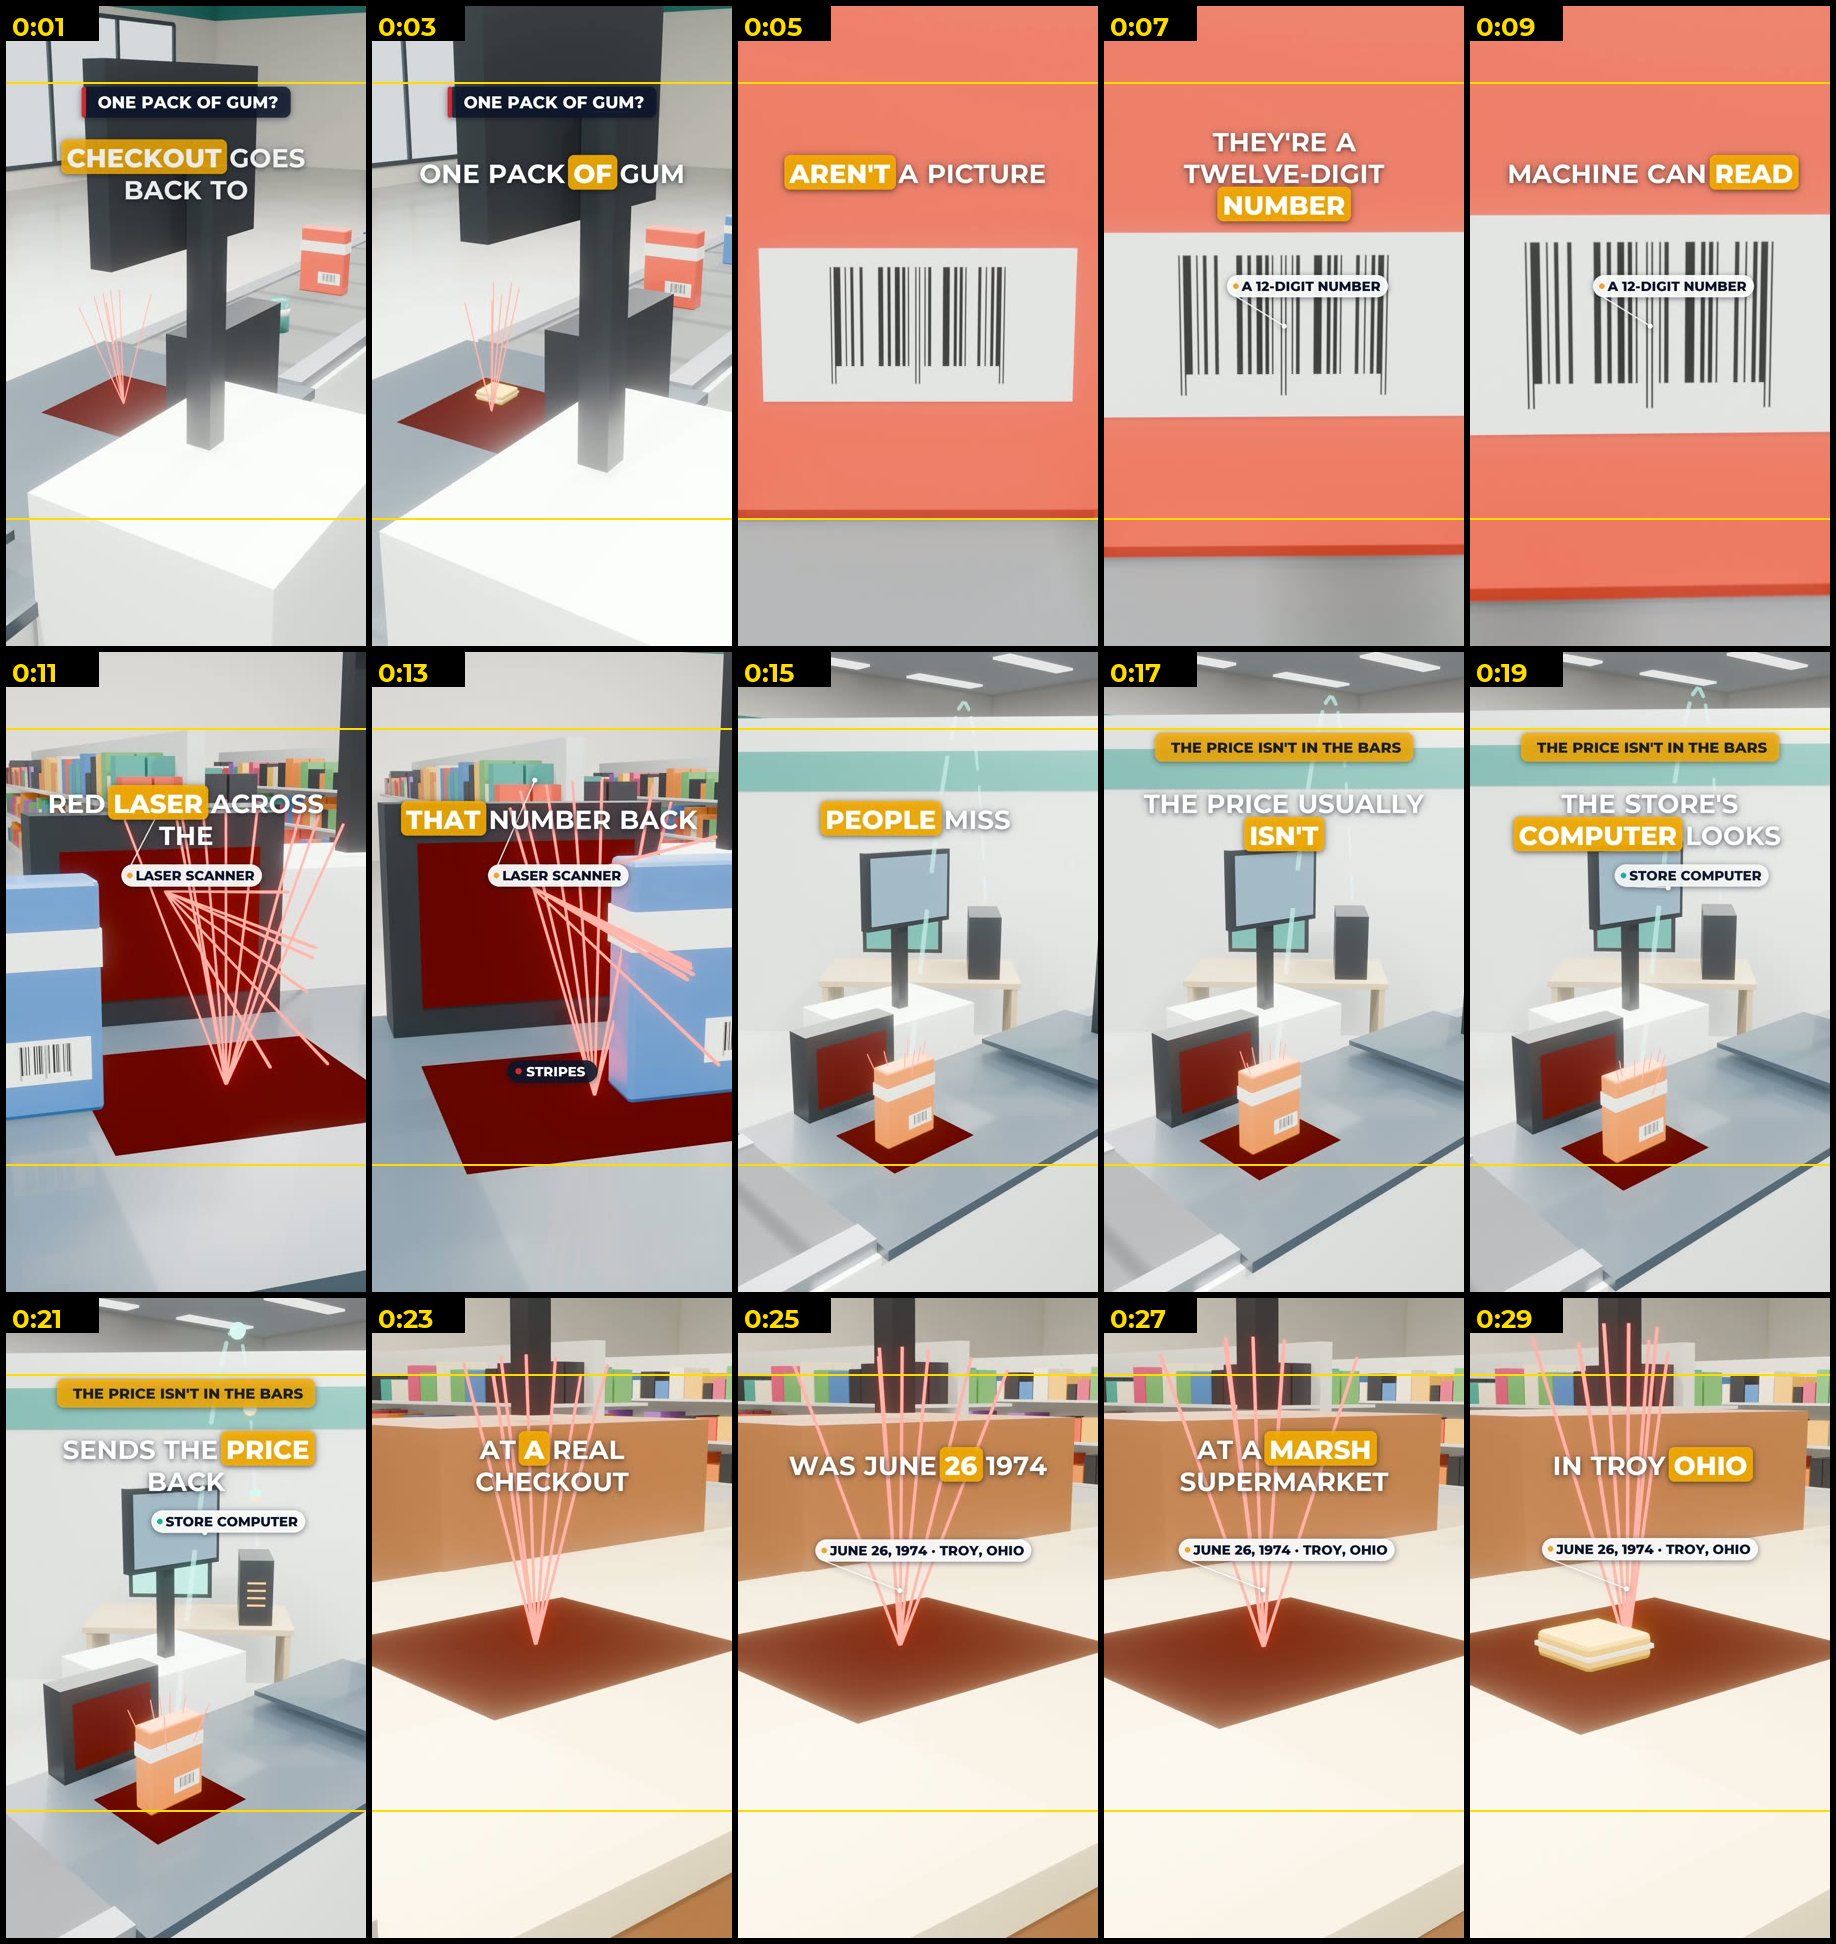 0:01
ONE PACK OF GUM?
CHECKOUT GOES
BACK TO
0:03
ONE PACK OF GUM?
ONE PACK OF GUM
0:05
AREN'T A PICTURE
0:07
THEY'RE A
TWELVE-DIGIT
NUMBER
A 12-DIGIT NUMBER
0:09
MACHINE CAN READ
A 12-DIGIT NUMBER
0:11
RED LASER ACROSS
THE
LASER SCANNER
0:13
THAT NUMBER BACK
LASER SCANNER
STRIPES
0:15
PEOPLE MISS
0:17
THE PRICE ISN'T IN THE BARS
THE PRICE USUALLY
ISN'T
0:19
THE PRICE ISN'T IN THE BARS
THE STORE'S
COMPUTER LOOKS
STORE COMPUTER
0:21
THE PRICE ISN'T IN THE BARS
SENDS THE PRICE
BACK
STORE COMPUTER
0:23
AT A REAL
CHECKOUT
0:25
WAS JUNE 26 1974
JUNE 26, 1974 · TROY, OHIO
0:27
AT A MARSH
SUPERMARKET
JUNE 26, 1974 · TROY, OHIO
0:29
IN TROY OHIO
JUNE 26, 1974 · TROY, OHIO